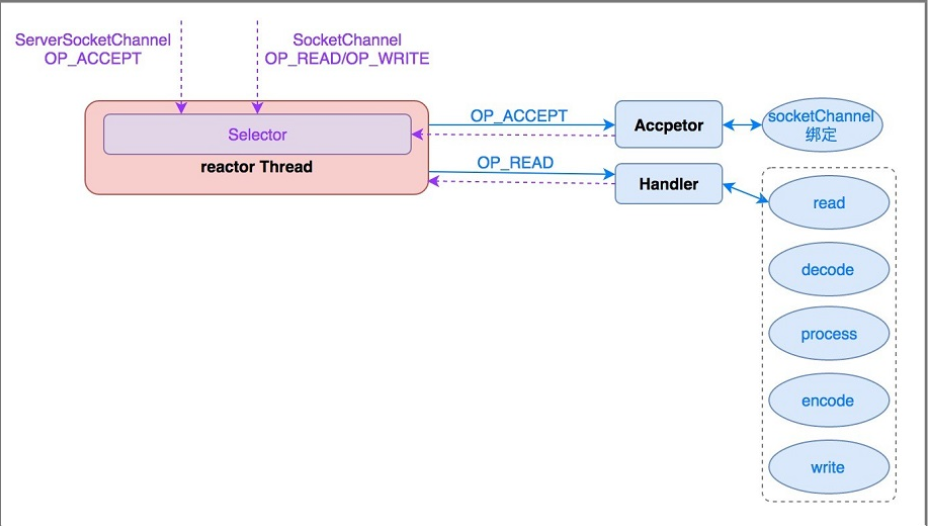 ServerSocketChannel
OP_ACCEPT
SocketChannel
OP_READ/OP_WRITE
Selector
reactor Thread
OP_ACCEPT
Accpetor
socketChannel
绑定
OP_READ
Handler
read
decode
process
encode
write